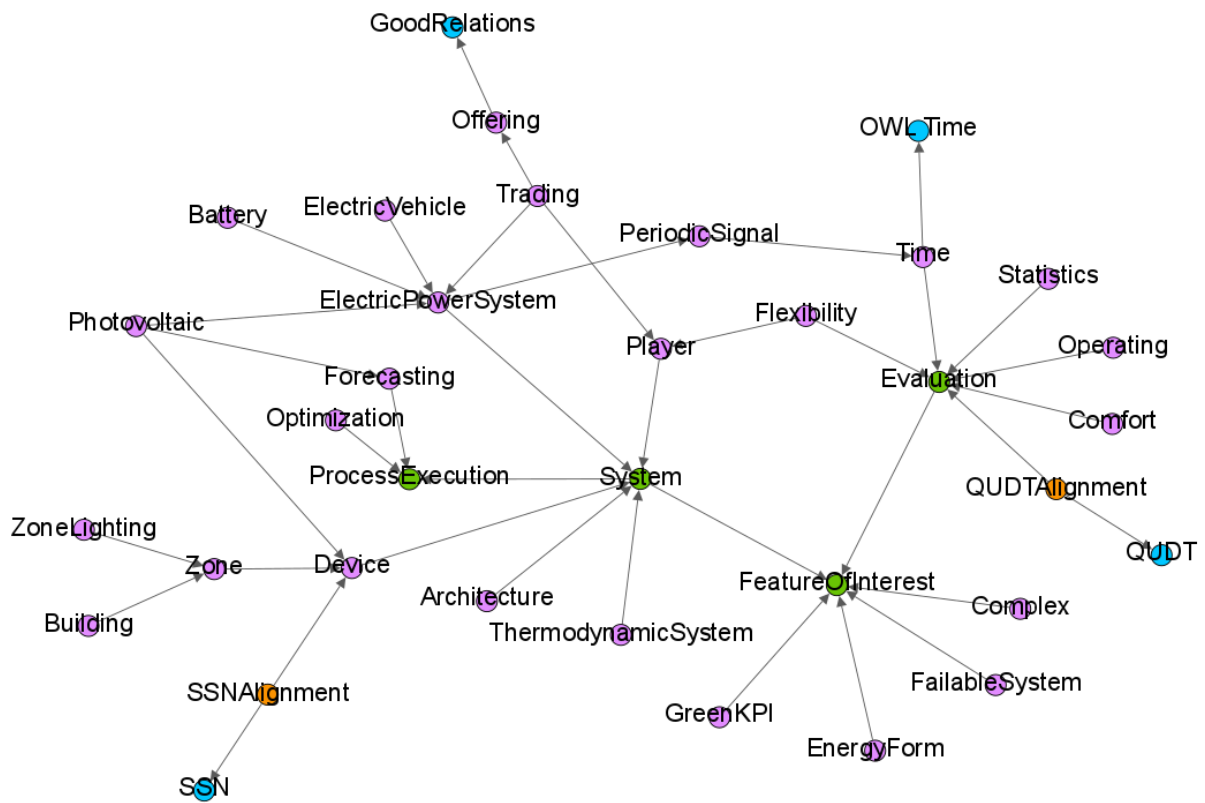 GoodRelations
Offering
OWL Time
Trading
ElectricVehicle
Battery
PeriodicSignal
Time
Statistics
ElectricPowerSystem
Flexibility
Photovoltaic
Player
Operating
Forecasting
Evaluation
Optimization
Comfort
ProcessExecution
System
QUDTAlignment
ZoneLighting
QUDT
Zone
Device
FeatureOfInterest
Architecture
Complex
Building
ThermodynamicSystem
FailableSystem
SSNAlignment
GreenKPI
EnergyForm
SSN